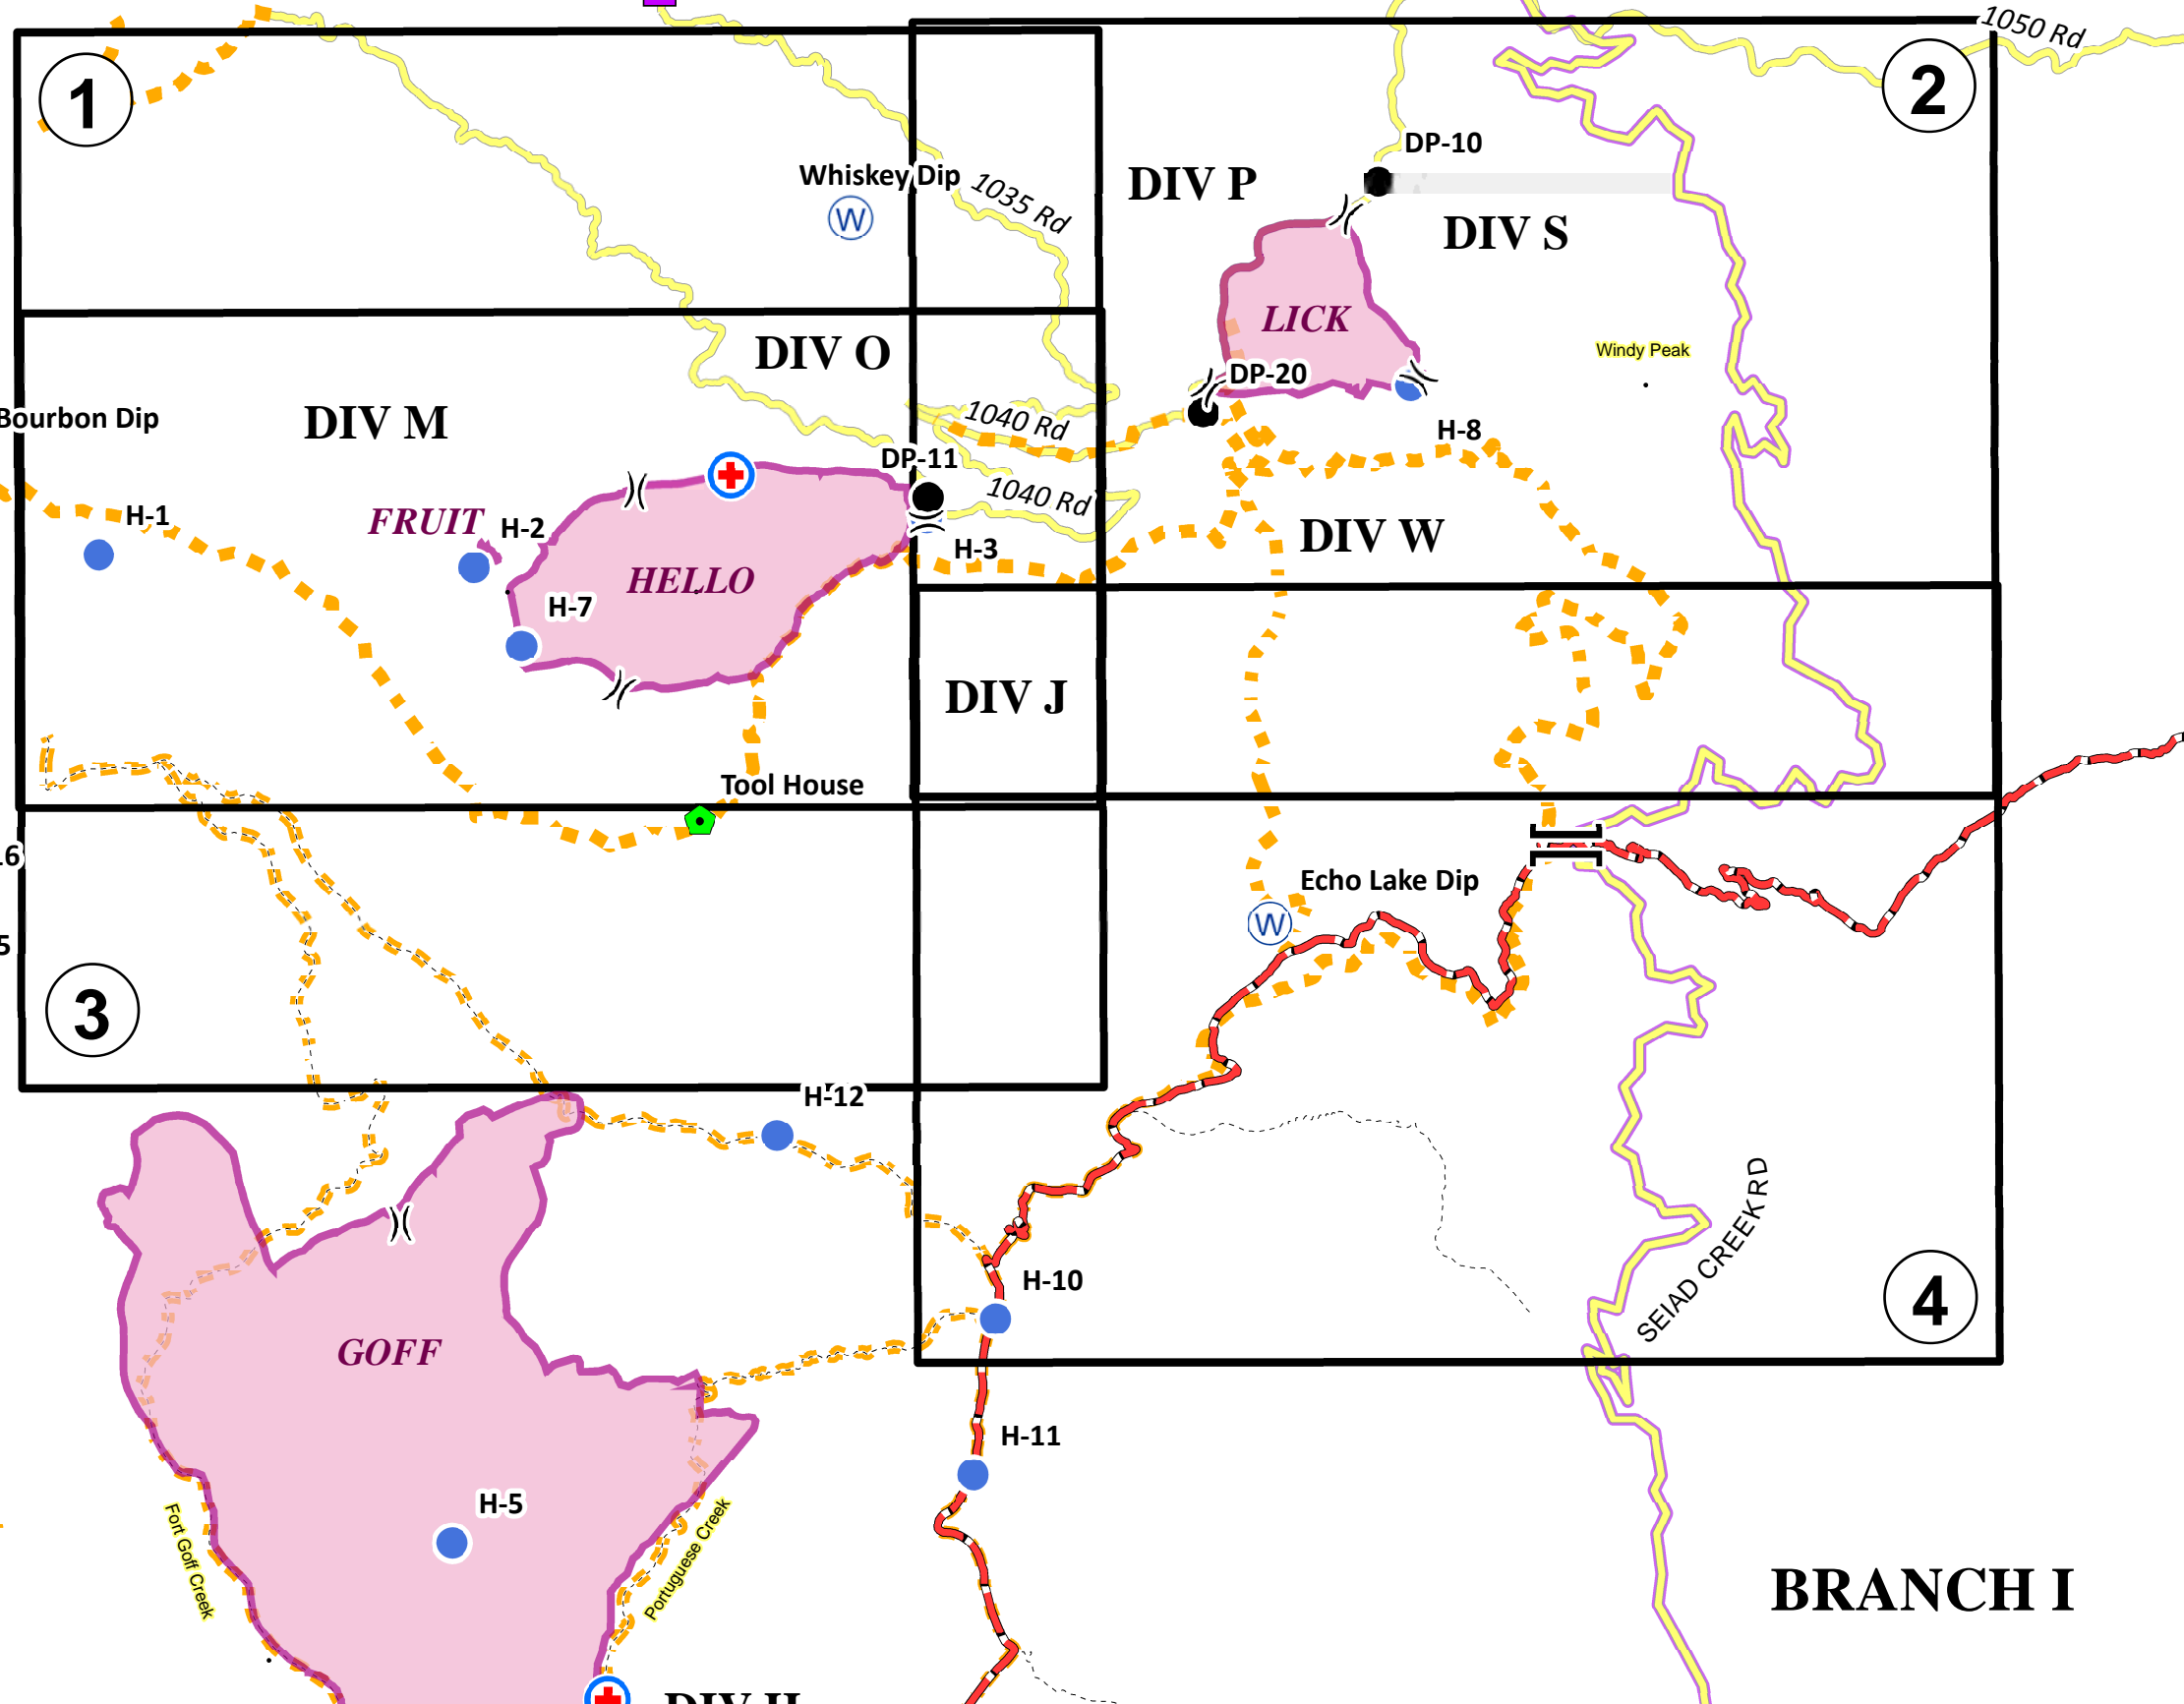 1050 Rd
1
2
DP-10
Whiskey Dip
W
1035 Rd
DIV P
DIV S
LICK
Windy Peak
DIV O
DP-20
Bourbon Dip
DIV M
1040 Rd
H-8
DP-11
1040 Rd
H-1
FRUIT
H-2
H-3
DIV W
HELLO
H-7
DIV J
Tool House
16
Echo Lake Dip
W
5
3
H-12
SEIAD CREEK RD
H-10
4
GOFF
H-11
H-5
Fort Goff Creek
Portuguese Creek
BRANCH I